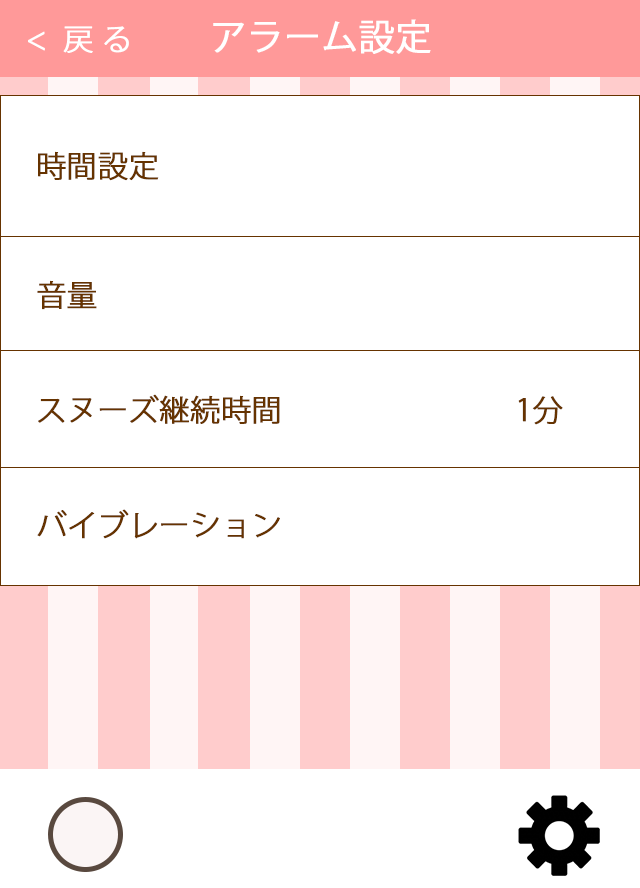 < 戻る アラーム設定
時間設定
音量
スヌーズ継続時間 1分
バイブレーション